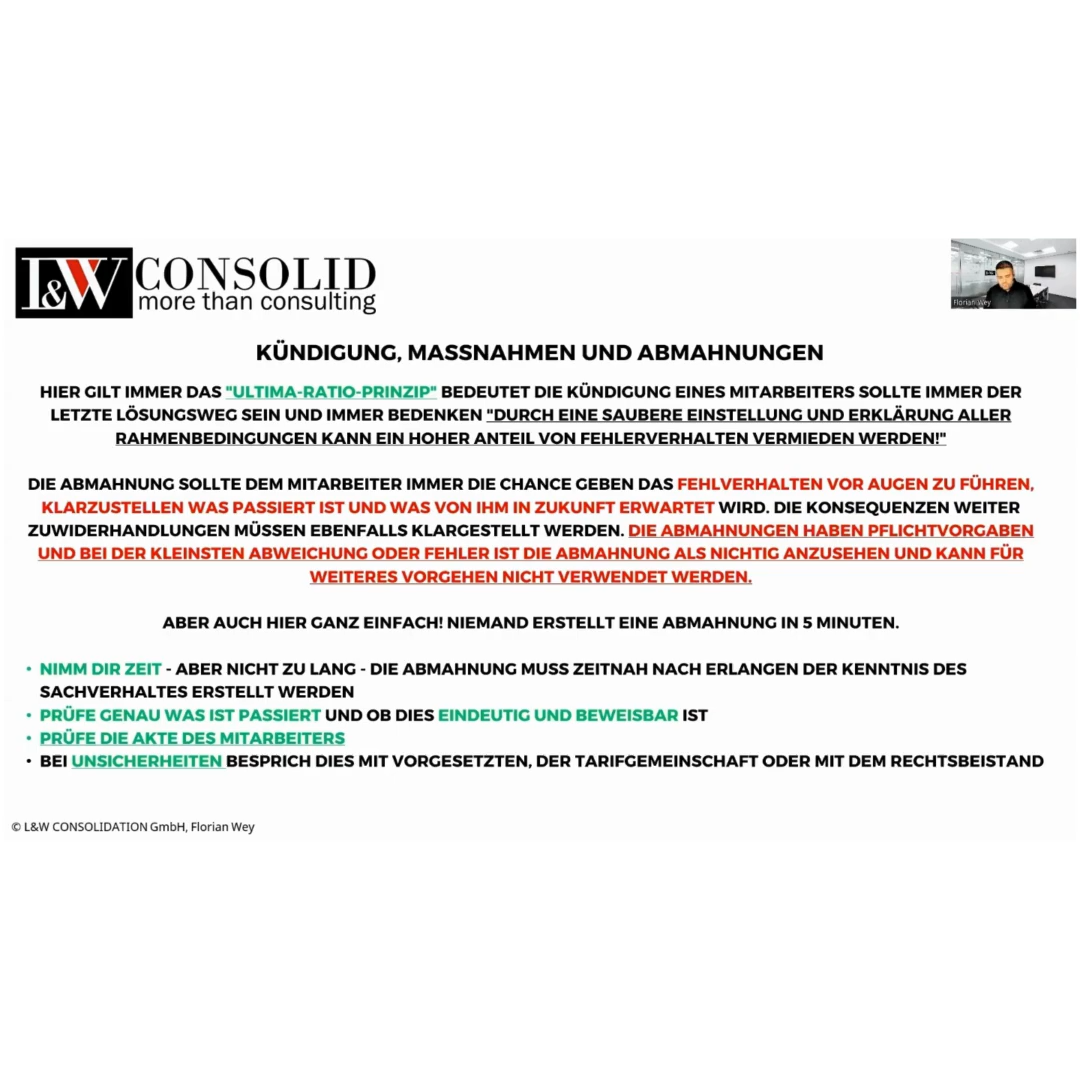 L&W CONSOLID
more than consulting
Florian Wey
KÜNDIGUNG, MASSNAHMEN UND ABMAHNUNGEN
HIER GILT IMMER DAS "ULTIMA-RATIO-PRINZIP" BEDEUTET DIE KÜNDIGUNG EINES MITARBEITERS SOLLTE IMMER DER
LETZTE LÖSUNGSWEG SEIN UND IMMER BEDENKEN "DURCH EINE SAUBERE EINSTELLUNG UND ERKLÄRUNG ALLER
RAHMENBEDINGUNGEN KANN EIN HOHER ANTEIL VON FEHLERVERHALTEN VERMIEDEN WERDEN!"
DIE ABMAHNUNG SOLLTE DEM MITARBEITER IMMER DIE CHANCE GEBEN DAS FEHLVERHALTEN VOR AUGEN ZU FÜHREN,
KLARZUSTELLEN WAS PASSIERT IST UND WAS VON IHM IN ZUKUNFT ERWARTET WIRD. DIE KONSEQUENZEN WEITER
ZUWIDERHANDLUNGEN MÜSSEN EBENFALLS KLARGESTELLT WERDEN. DIE ABMAHNUNGEN HABEN PFLICHTVORGABEN
UND BEI DER KLEINSTEN ABWEICHUNG ODER FEHLER IST DIE ABMAHNUNG ALS NICHTIG ANZUSEHEN UND KANN FÜR
WEITERES VORGEHEN NICHT VERWENDET WERDEN.
ABER AUCH HIER GANZ EINFACH! NIEMAND ERSTELLT EINE ABMAHNUNG IN 5 MINUTEN.
• NIMM DIR ZEIT - ABER NICHT ZU LANG - DIE ABMAHNUNG MUSS ZEITNAH NACH ERLANGEN DER KENNTNIS DES
SACHVERHALTES ERSTELLT WERDEN
• PRÜFE GENAU WAS IST PASSIERT UND OB DIES EINDEUTIG UND BEWEISBAR IST
• PRÜFE DIE AKTE DES MITARBEITERS
• BEI UNSICHERHEITEN BESPRICH DIES MIT VORGESETZTEN, DER TARIFGEMEINSCHAFT ODER MIT DEM RECHTSBEISTAND
© L&W CONSOLIDATION GmbH, Florian Wey